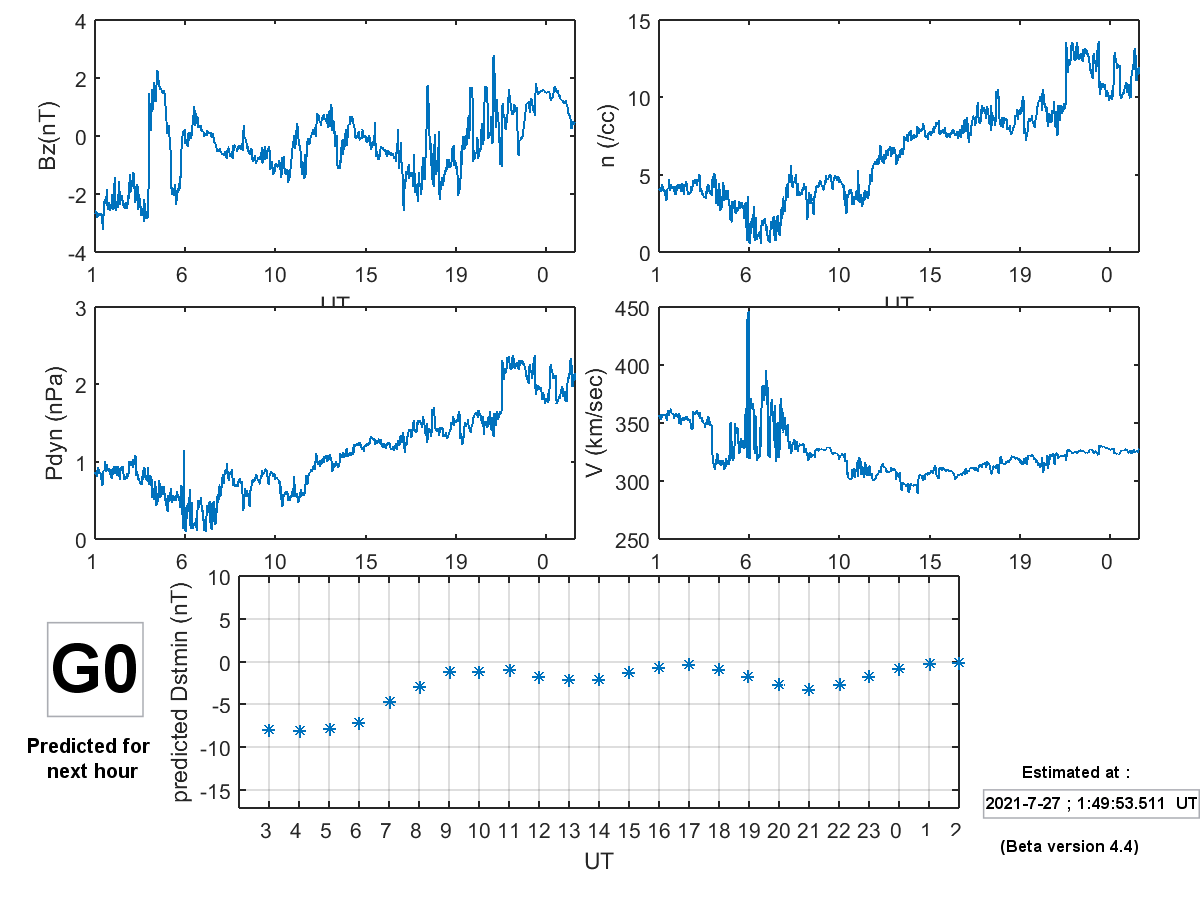 4
2
0
-2
-4
Bz(nT)
1 6 10 15 19 0
UT
15
10
5
0
n (/cc)
1 6 10 15 19 0
UT
3
2
1
0
Pdyn (nPa)
1 6 10 15 19 0
450
400
350
300
250
V (km/sec)
1 6 10 15 19 0
10
5
0
-5
-10
-15
predicted Dstmin (nT)
3 4 5 6 7 8 9 10 11 12 13 14 15 16 17 18 19 20 21 22 23 0 1 2
UT
G0
Predicted for
next hour
Estimated at :
2021-7-27 ; 1:49:53.511 UT
(Beta version 4.4)